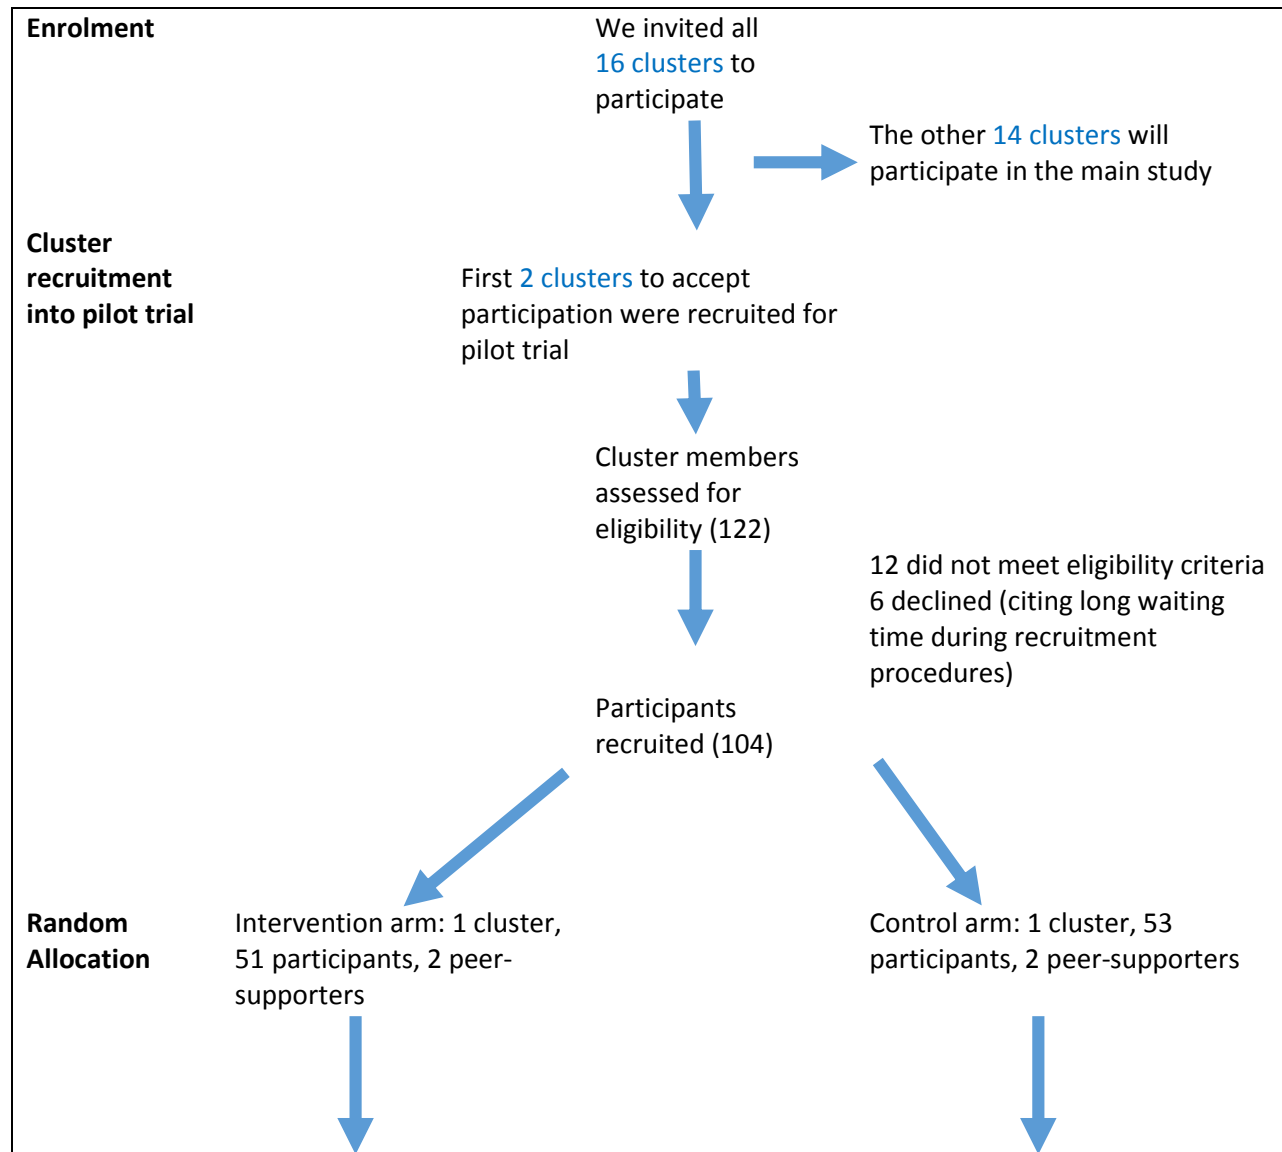 Enrolment
We invited all
16 clusters to
participate
The other 14 clusters will
participate in the main study
Cluster
recruitment
into pilot trial
First 2 clusters to accept
participation were recruited for
pilot trial
Cluster members
assessed for
eligibility (122)
12 did not meet eligibility criteria
6 declined (citing long waiting
time during recruitment
procedures)
Participants
recruited (104)
Random
Allocation
Intervention arm: 1 cluster,
51 participants, 2 peer-
supporters
Control arm: 1 cluster, 53
participants, 2 peer-supporters